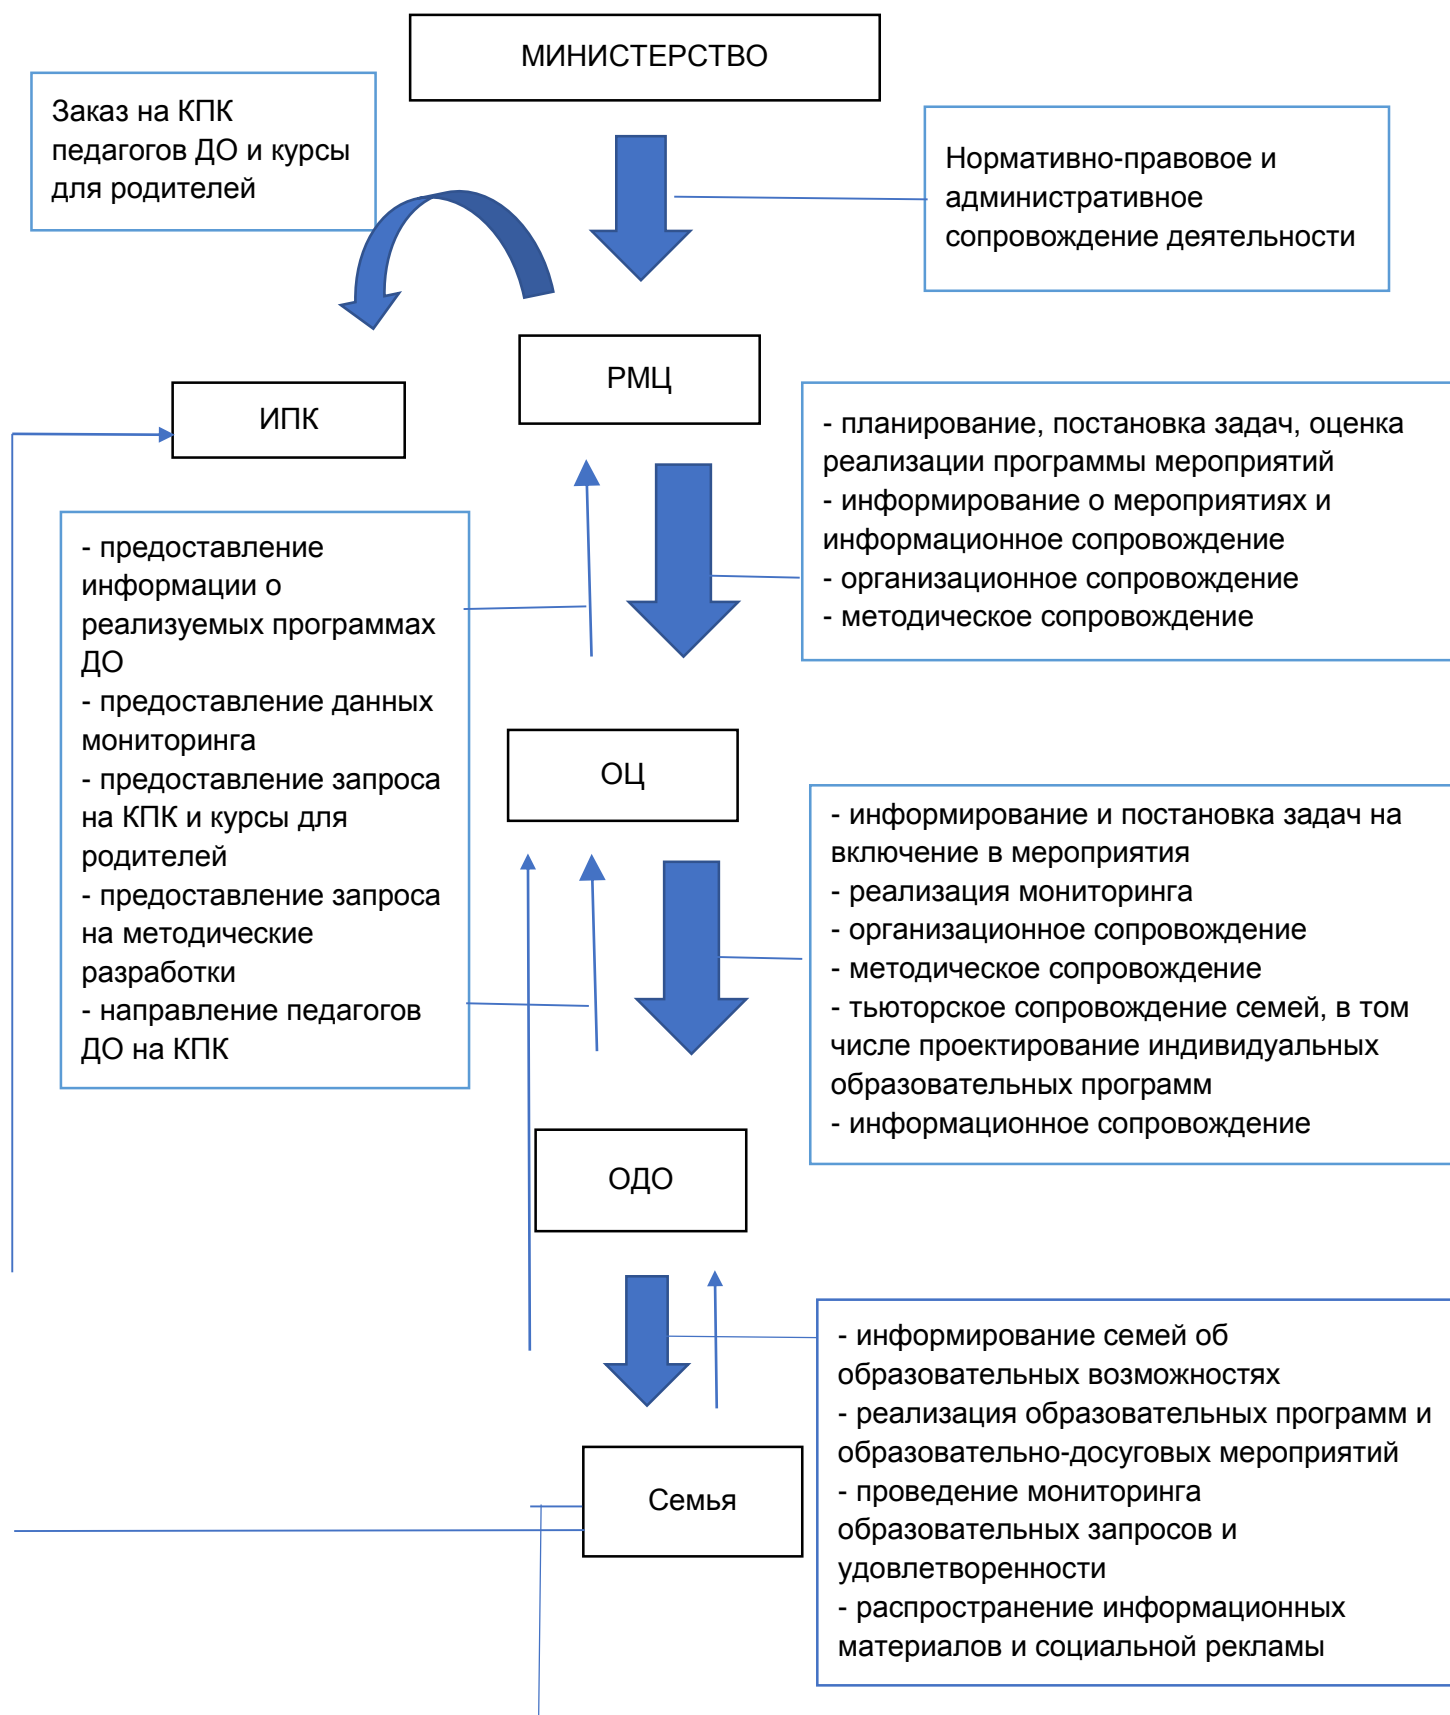 МИНИСТЕРСТВО
Заказ на КПК
педагогов ДО и курсы
для родителей
Нормативно-правовое и
административное
сопровождение деятельности
РМЦ
ИПК
- планирование, постановка задач, оценка
реализации программы мероприятий
- информирование о мероприятиях и
информационное сопровождение
- организационное сопровождение
- методическое сопровождение
- предоставление
информации о
реализуемых программах
ДО
- предоставление данных
мониторинга
- предоставление запроса
на КПК и курсы для
родителей
- предоставление запроса
на методические
разработки
- направление педагогов
ДО на КПК
ОЦ
- информирование и постановка задач на
включение в мероприятия
- реализация мониторинга
- организационное сопровождение
- методическое сопровождение
- тьюторское сопровождение семей, в том
числе проектирование индивидуальных
образовательных программ
- информационное сопровождение
ОДО
- информирование семей об
образовательных возможностях
- реализация образовательных программ и
образовательно-досуговых мероприятий
- проведение мониторинга
образовательных запросов и
удовлетворенности
- распространение информационных
материалов и социальной рекламы
Семья